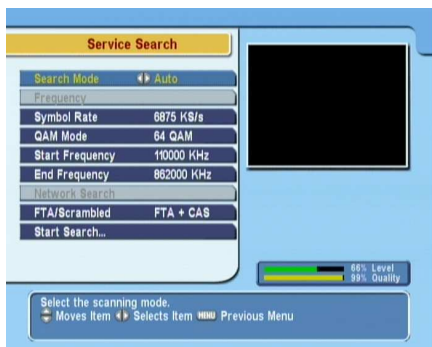 Service Search
Search Mode Auto
Frequency
Symbol Rate 6875 KS/s
QAM Mode 64 QAM
Start Frequency 110000 KHz
End Frequency 862000 KHz
Network Search
FTA/Scrambled FTA + CAS
Start Search...
66% Level
99% Quality
Select the scanning mode.
Moves Item Selects Item MENU Previous Menu